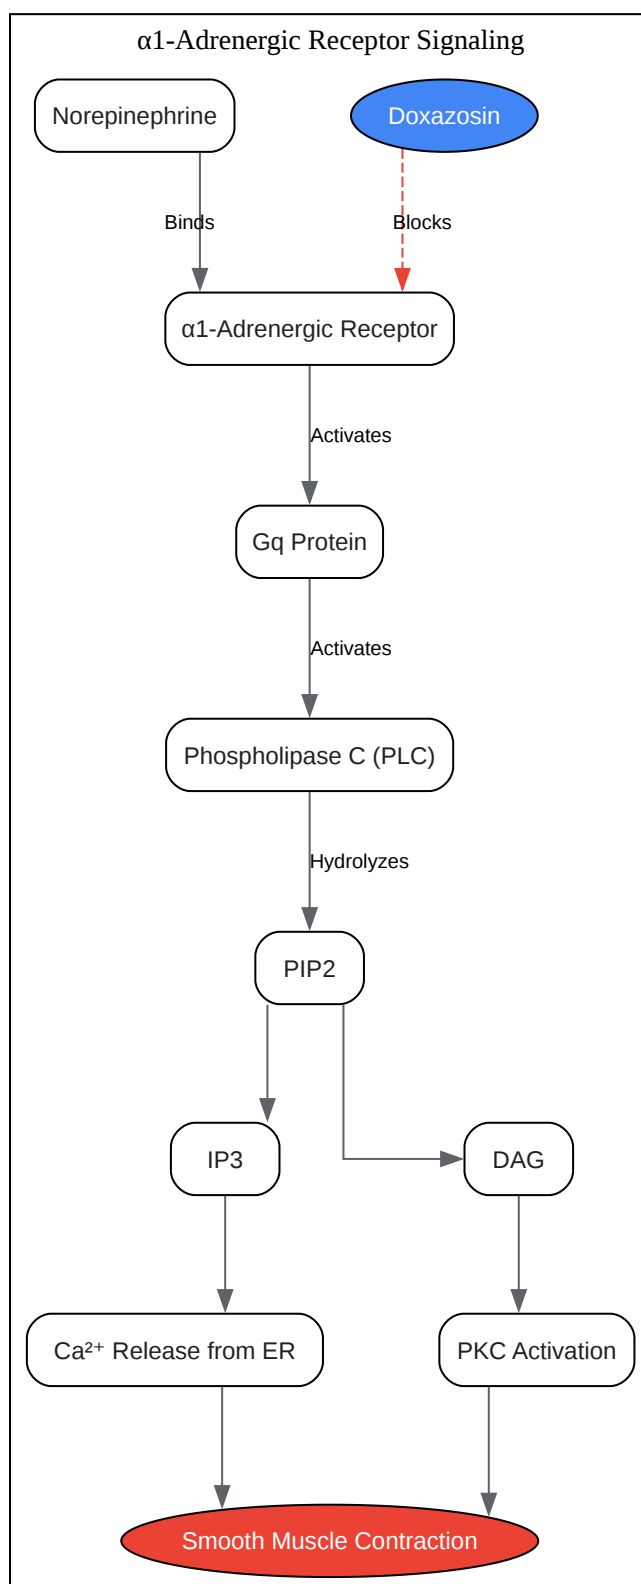 α1-Adrenergic Receptor Signaling
Norepinephrine
Doxazosin
Binds
Blocks
α1-Adrenergic Receptor
Activates
Gq Protein
Activates
Phospholipase C (PLC)
Hydrolyzes
PIP2
IP3
DAG
Ca²⁺ Release from ER
PKC Activation
Smooth Muscle Contraction